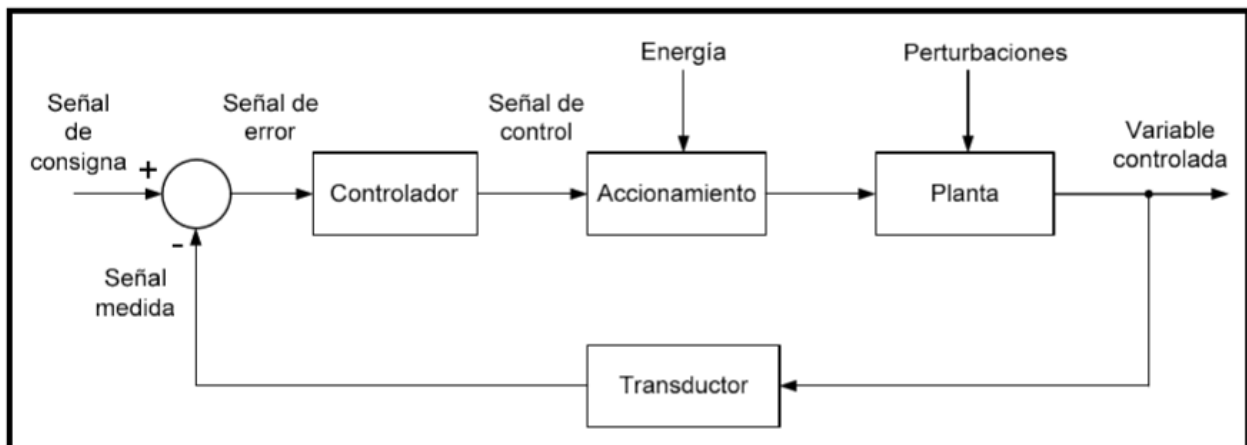 Energía
Perturbaciones
Señal
de
consigna
+
Señal de
error
Señal de
control
Variable
controlada
Controlador
Accionamiento
Planta
-
Señal
medida
Transductor